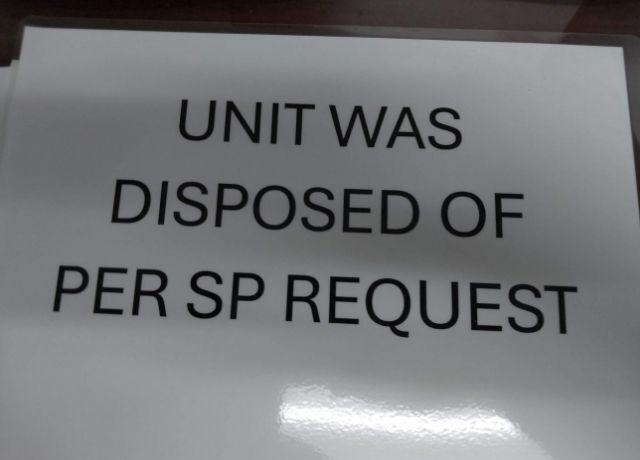 UNIT WAS
DISPOSED OF
PER SP REQUEST